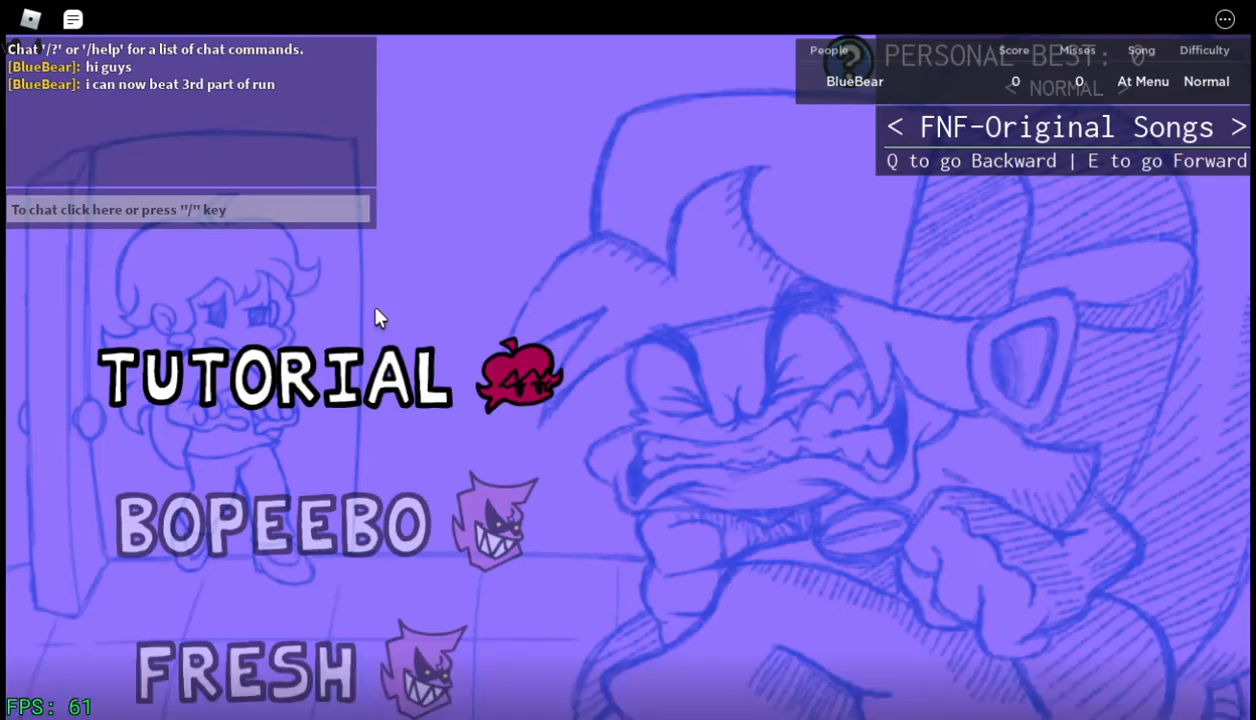 Chat '/?' or '/help' for a list of chat commands.
[BlueBear]: hi guys
[BlueBear]: i can now beat 3rd part of run
To chat click here or press "/" key
People Score Misses Song Difficulty
BlueBear 0 0 At Menu Normal
PERSONAL BEST: 0
< NORMAL >
< FNF-Original Songs >
Q to go Backward | E to go Forward
TUTORIAL
BOPEEBO
FRESH
FPS: 61